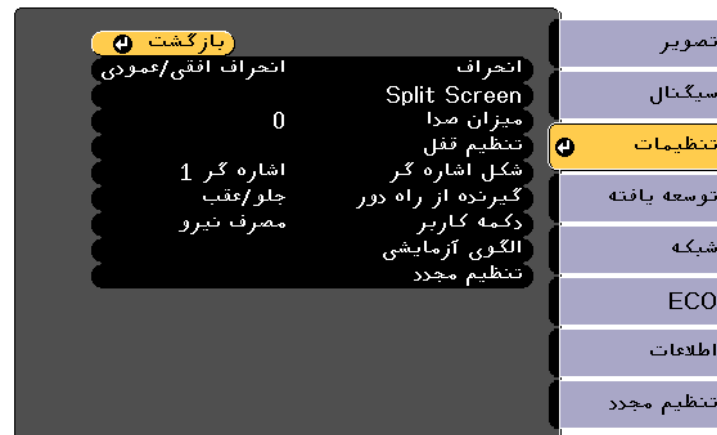 بازگشت
انحراف انحراف افقی/عمودی
Split Screen
میزان صدا 0
تنظیم قفل
شکل اشاره گر اشاره گر 1
گیرنده از راه دور جلو/عقب
دکمه کاربر مصرف نیرو
الگوی آزمایشی
تنظیم مجدد
تصویر
سیگنال
تنظیمات
توسعه یافته
شبکه
ECO
اطلاعات
تنظیم مجدد